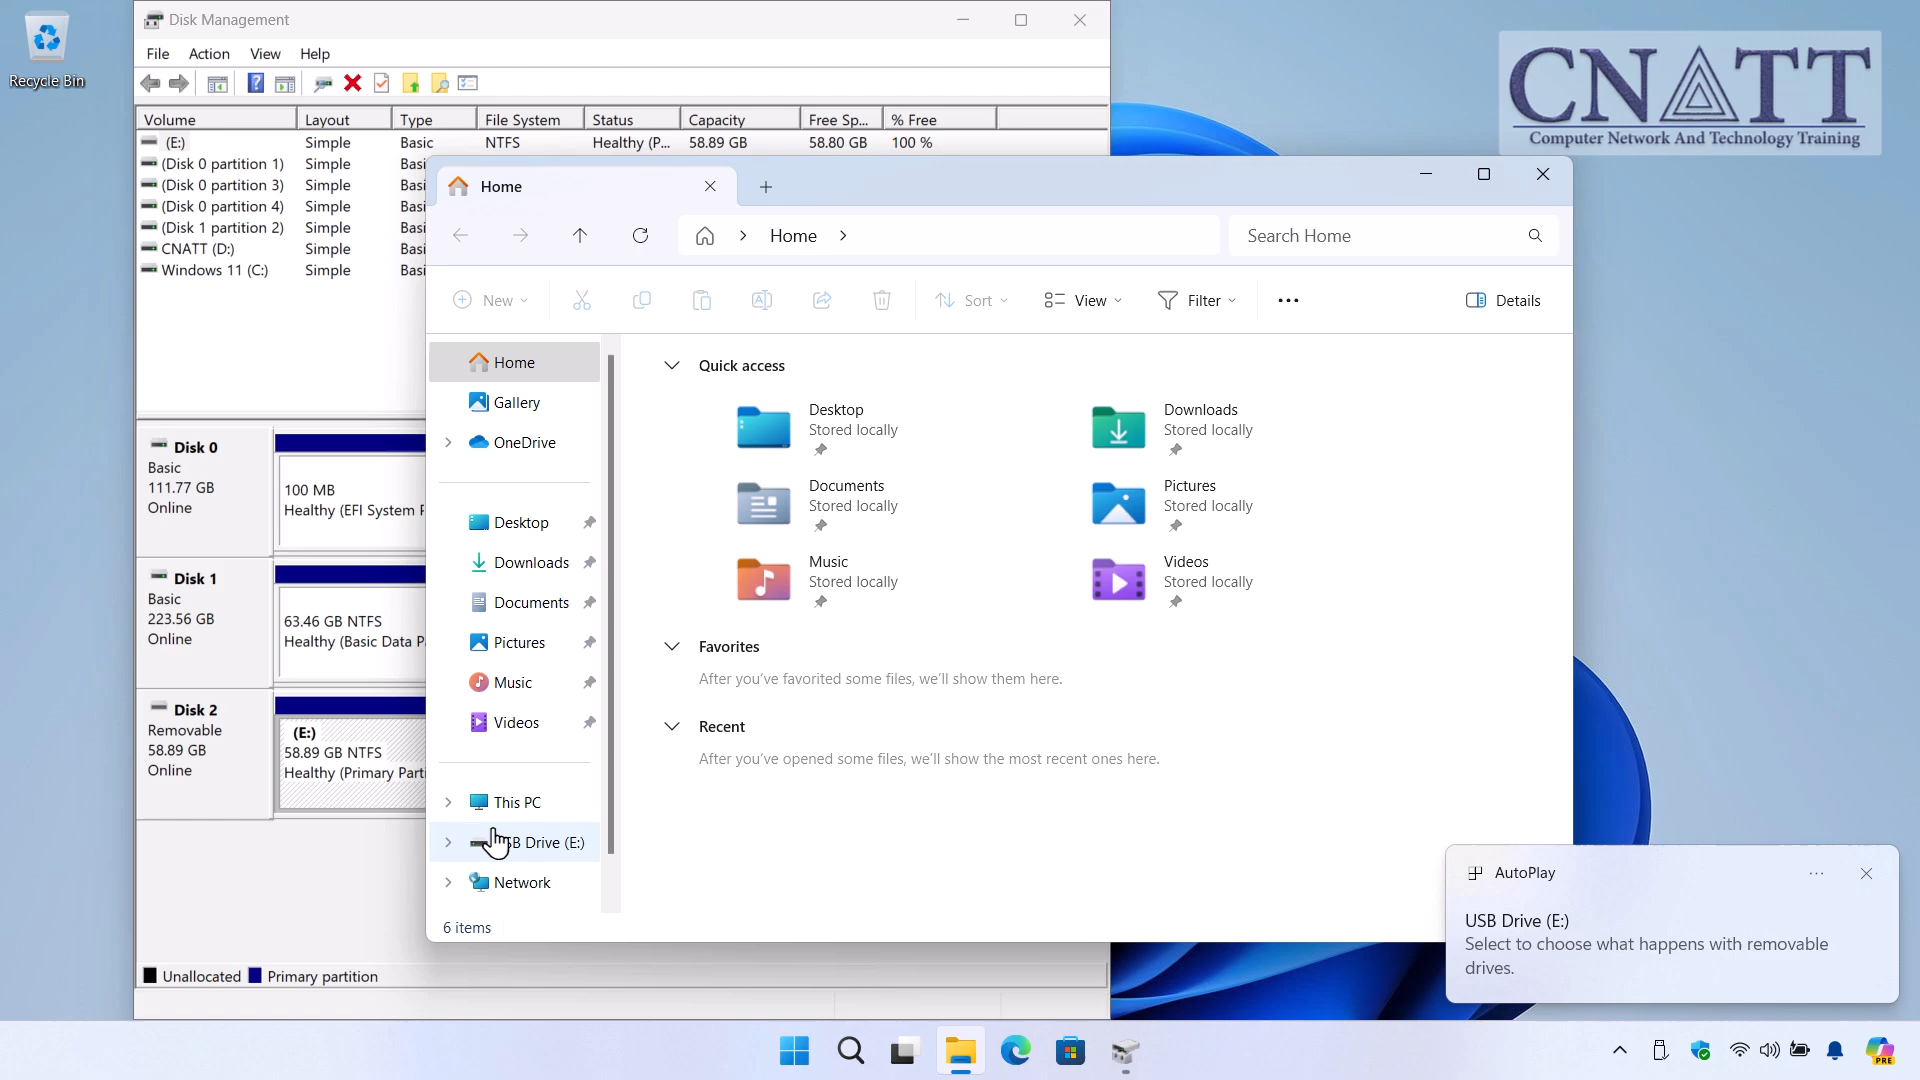 Recycle Bin
Disk Management
File Action View Help
Volume Layout Type File System Status Capacity Free Sp... % Free
(E:) Simple Basic NTFS Healthy (P... 58.89 GB 58.80 GB 100 %
(Disk 0 partition 1) Simple Basi
(Disk 0 partition 3) Simple Basi
(Disk 0 partition 4) Simple Basi
(Disk 1 partition 2) Simple Basi
CNATT (D:) Simple Basi
Windows 11 (C:) Simple Basi
Disk 0
Basic
111.77 GB
Online
100 MB
Healthy (EFI System P
Disk 1
Basic
223.56 GB
Online
63.46 GB NTFS
Healthy (Basic Data P
Disk 2
Removable
58.89 GB
Online
(E:)
58.89 GB NTFS
Healthy (Primary Parti
Unallocated Primary partition
Home
Home
Search Home
New
Sort
View
Filter
Details
Home
Gallery
OneDrive
Desktop
Downloads
Documents
Pictures
Music
Videos
This PC
Drive (E:)
Network
6 items
Quick access
Desktop
Stored locally
Downloads
Stored locally
Documents
Stored locally
Pictures
Stored locally
Music
Stored locally
Videos
Stored locally
Favorites
After you've favorited some files, we'll show them here.
Recent
After you've opened some files, we'll show the most recent ones here.
CNATT
Computer Network And Technology Training
AutoPlay
USB Drive (E:)
Select to choose what happens with removable
drives.
PRE